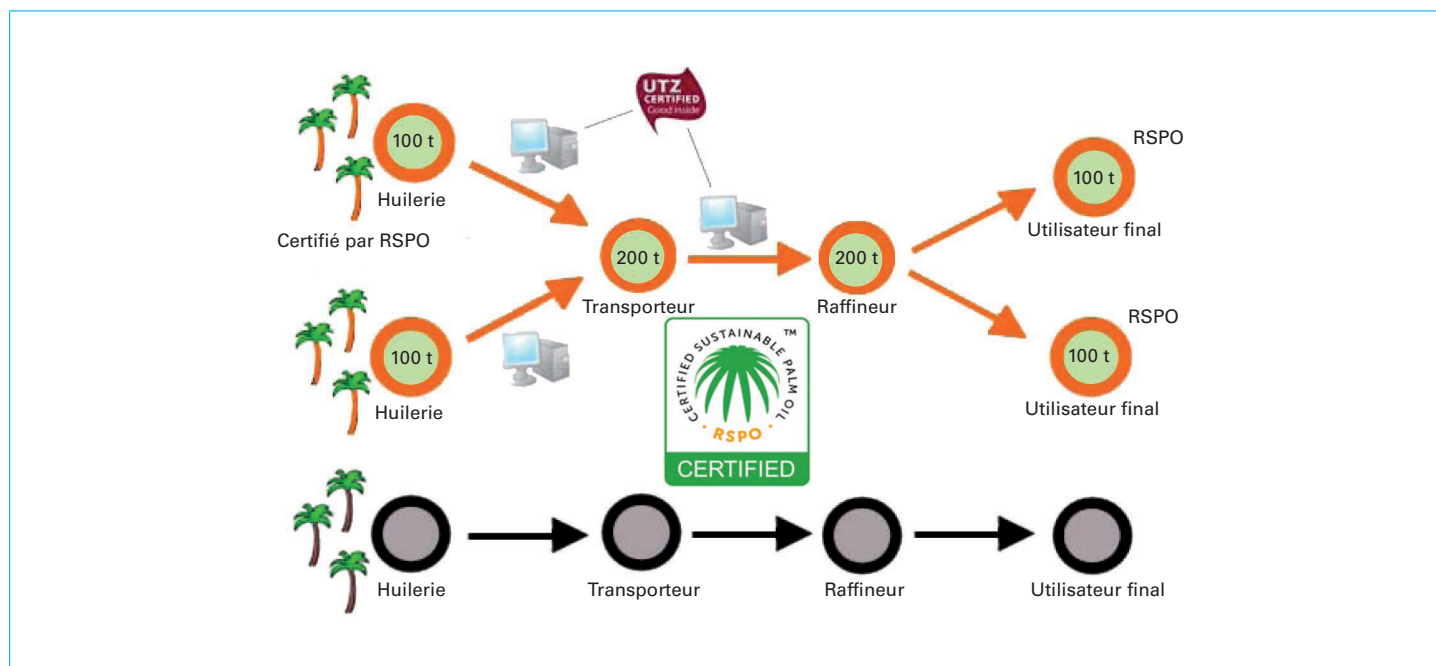 UTZ
CERTIFIED
Good inside
100 t
Huilerie
Certifié par RSPO
RSPO
100 t
Utilisateur final
200 t
Transporteur
200 t
Raffineur
100 t
Huilerie
RSPO
100 t
Utilisateur final
CERTIFIED SUSTAINABLE PALM OIL ™
· RSPO ·
CERTIFIED
Huilerie
Transporteur
Raffineur
Utilisateur final